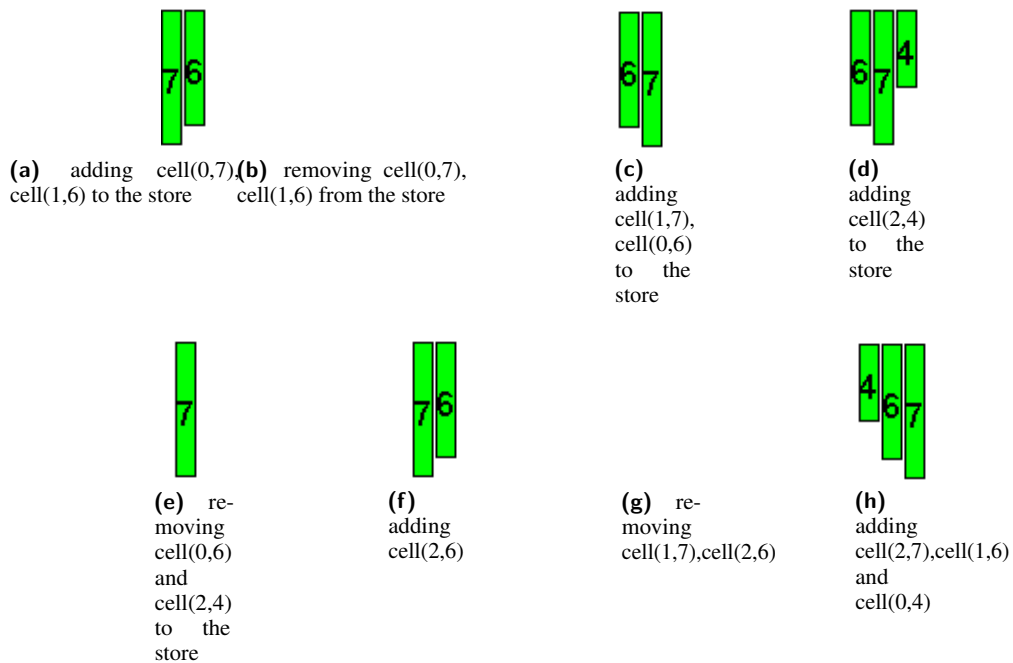 7 6
6 7
6 7 4
(a) adding cell(0,7),
cell(1,6) to the store
(b) removing cell(0,7),
cell(1,6) from the store
(c)
adding
cell(1,7),
cell(0,6)
to the
store
(d)
adding
cell(2,4)
to the
store
7
7 6
4 6 7
(e) re-
moving
cell(0,6)
and
cell(2,4)
to the
store
(f)
adding
cell(2,6)
(g) re-
moving
cell(1,7),cell(2,6)
(h)
adding
cell(2,7),cell(1,6)
and
cell(0,4)